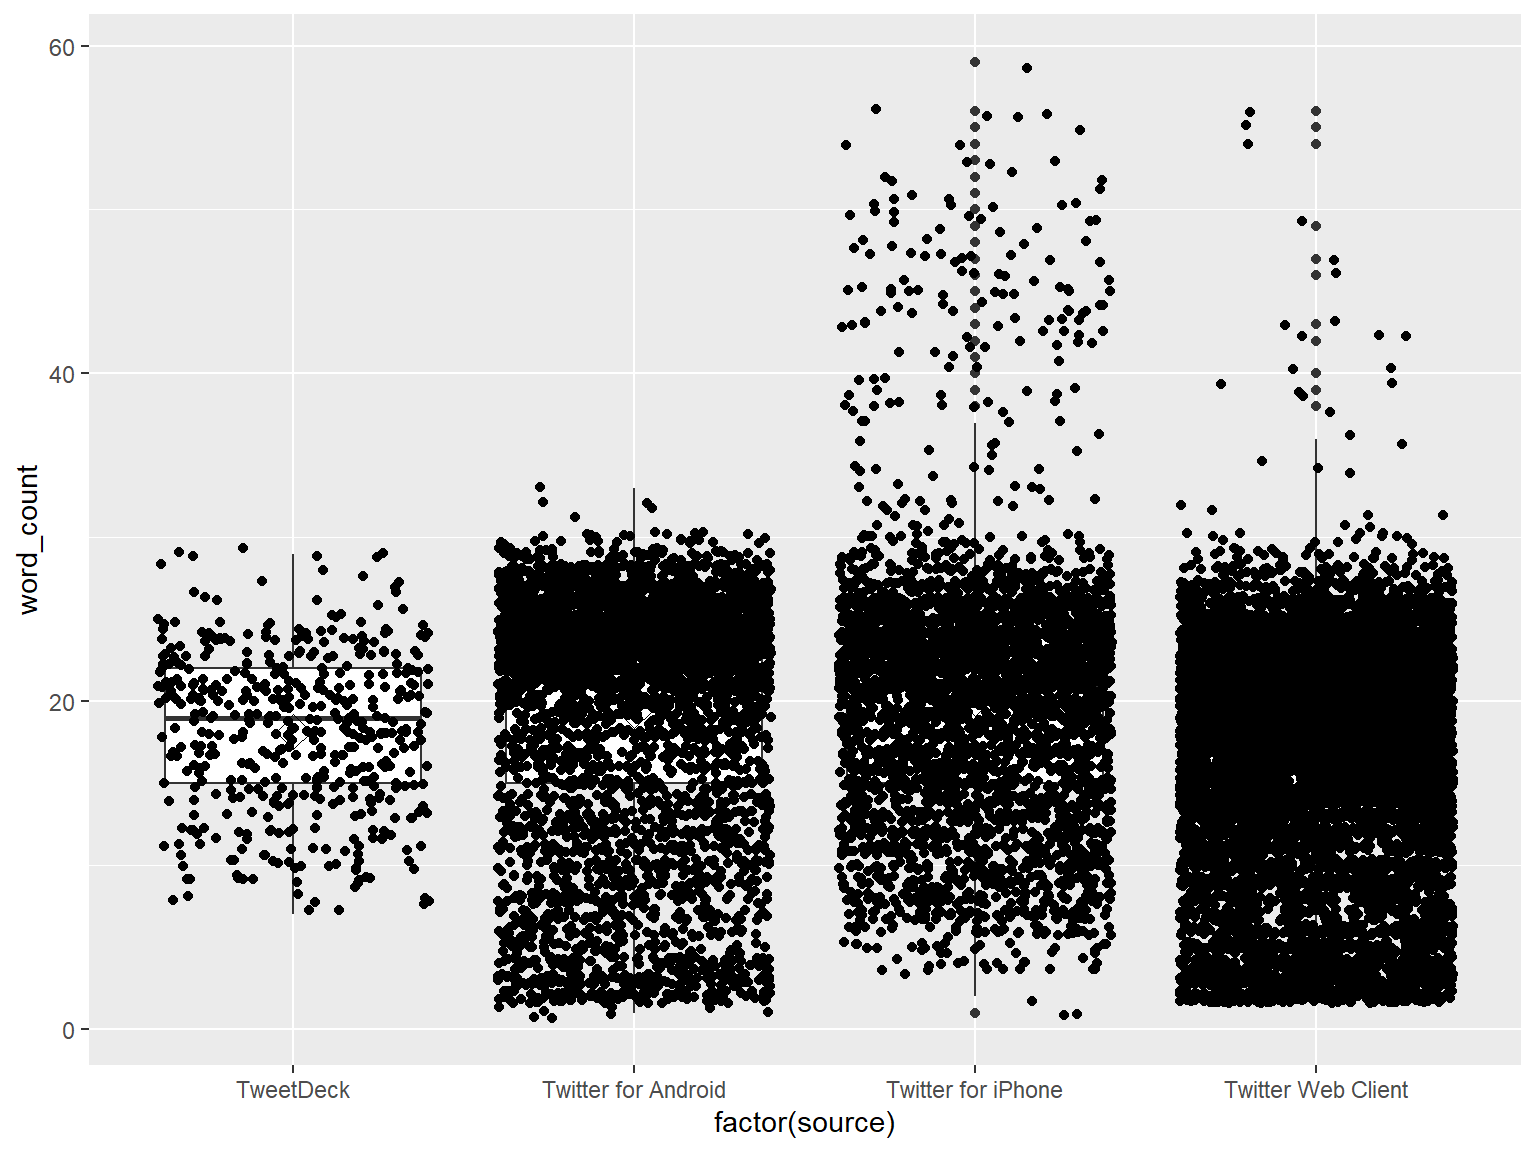 word_count
60
40
20
0
TweetDeck
Twitter for Android
Twitter for iPhone
Twitter Web Client
factor(source)